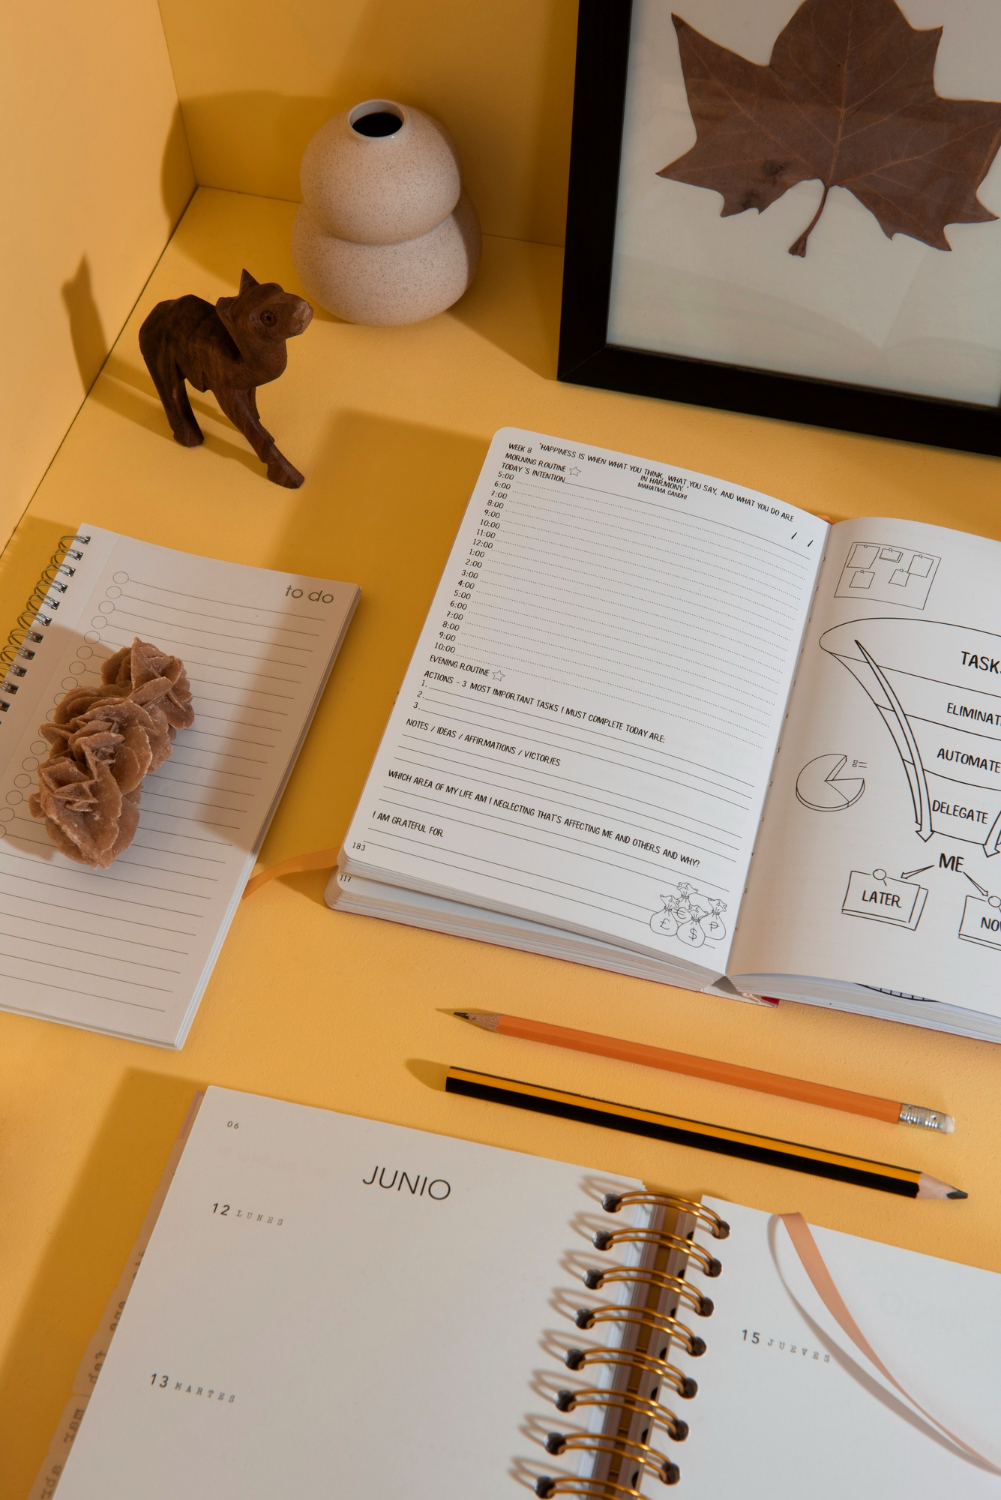 WEEK 8
"HAPPINESS IS WHEN WHAT YOU THINK, WHAT YOU SAY, AND WHAT YOU DO ARE
IN HARMONY.
MAHATMA GANDHI
MORNING ROUTINE
TODAY'S INTENTION
/ /
5:00
6:00
7:00
8:00
9:00
10:00
11:00
12:00
1:00
2:00
3:00
4:00
5:00
6:00
7:00
8:00
9:00
10:00
EVENING ROUTINE
ACTIONS - 3 MOST IMPORTANT TASKS I MUST COMPLETE TODAY ARE:
1.
2.
3.
NOTES / IDEAS / AFFIRMATIONS / VICTORIES
WHICH AREA OF MY LIFE AM I NEGLECTING THAT'S AFFECTING ME AND OTHERS AND WHY?
I AM GRATEFUL FOR
183
117
£ € $ ₽
TASK
ELIMINAT
AUTOMATE
DELEGATE
ME
LATER
NO
to do
06
JUNIO
12 LUNES
13 MARTES
15 JUEVES